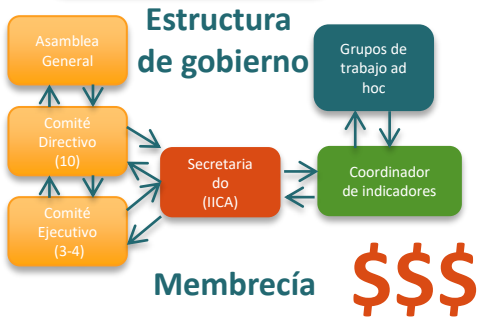 Estructura
de gobierno
Asamblea
General
Grupos de
trabajo ad
hoc
Comité
Directivo
(10)
Secretaria
do
(IICA)
Coordinador
de indicadores
Comité
Ejecutivo
(3-4)
Membrecía
$$$